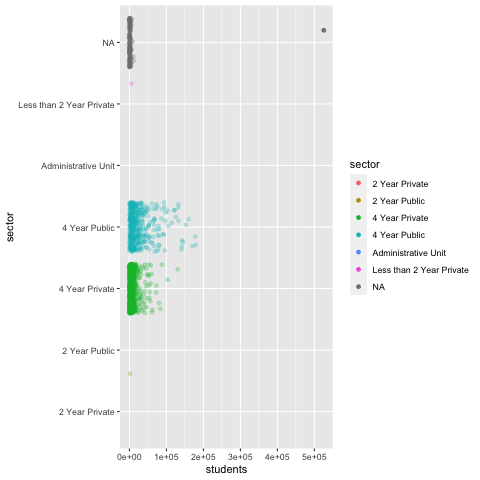 NA
Less than 2 Year Private
Administrative Unit
4 Year Public
4 Year Private
2 Year Public
2 Year Private
sector
0e+00 1e+05 2e+05 3e+05 4e+05 5e+05
students
sector
2 Year Private
2 Year Public
4 Year Private
4 Year Public
Administrative Unit
Less than 2 Year Private
NA